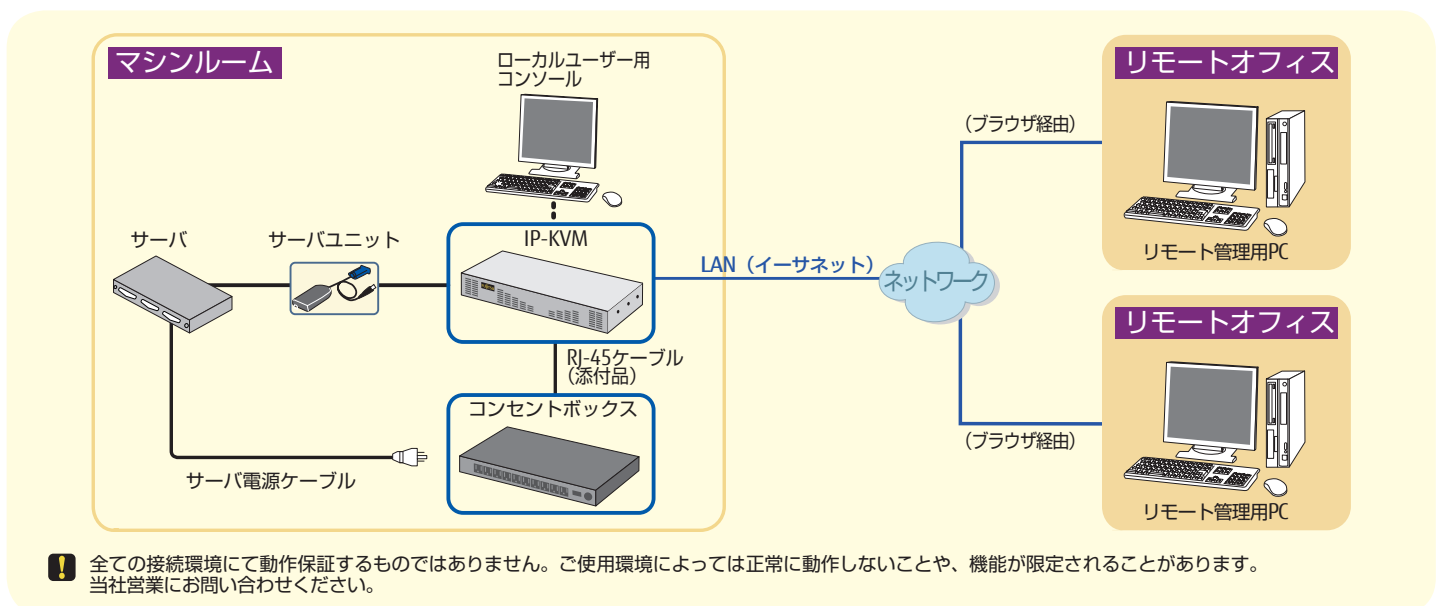 マシンルーム
ローカルユーザー用
コンソール
リモートオフィス
(ブラウザ経由)
サーバ
サーバユニット
IP-KVM
LAN(イーサネット)
ネットワーク
リモート管理用PC
リモートオフィス
RJ-45ケーブル
(添付品)
コンセントボックス
(ブラウザ経由)
サーバ電源ケーブル
リモート管理用PC
全ての接続環境にて動作保証するものではありません。ご使用環境によっては正常に動作しないことや、機能が限定されることがあります。
当社営業にお問い合わせください。